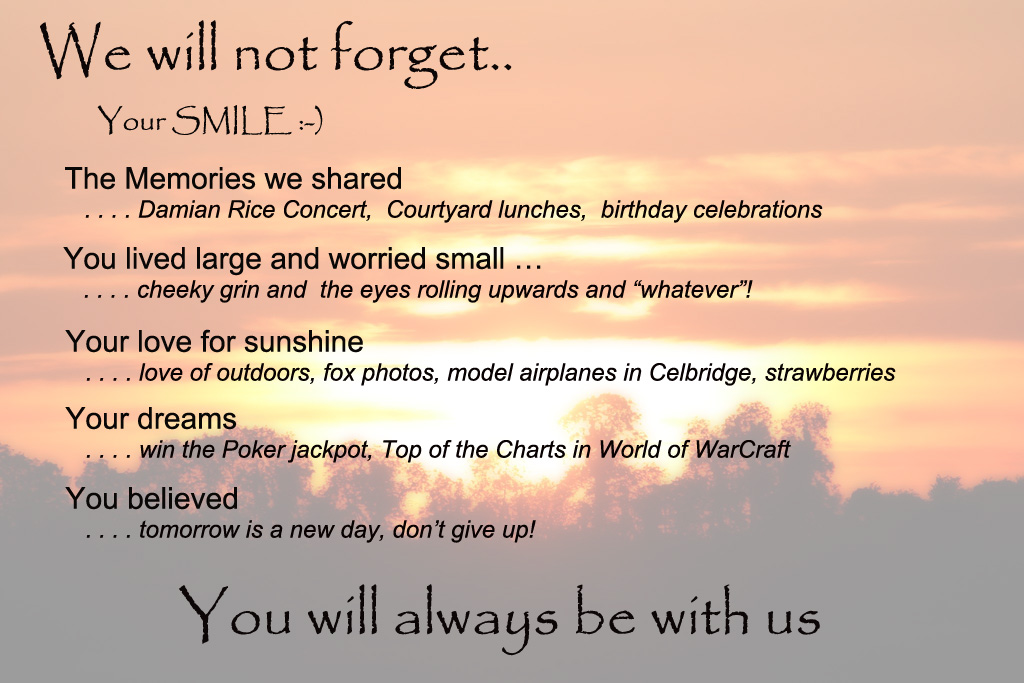 We will not forget..
Your SMILE :-)
The Memories we shared
. . . . Damian Rice Concert,  Courtyard lunches,  birthday celebrations
You lived large and worried small …
. . . . cheeky grin and  the eyes rolling upwards and “whatever”!
Your love for sunshine
. . . . love of outdoors, fox photos, model airplanes in Celbridge, strawberries
Your dreams
. . . . win the Poker jackpot, Top of the Charts in World of WarCraft
You believed
. . . . tomorrow is a new day, don’t give up!
You will always be with us